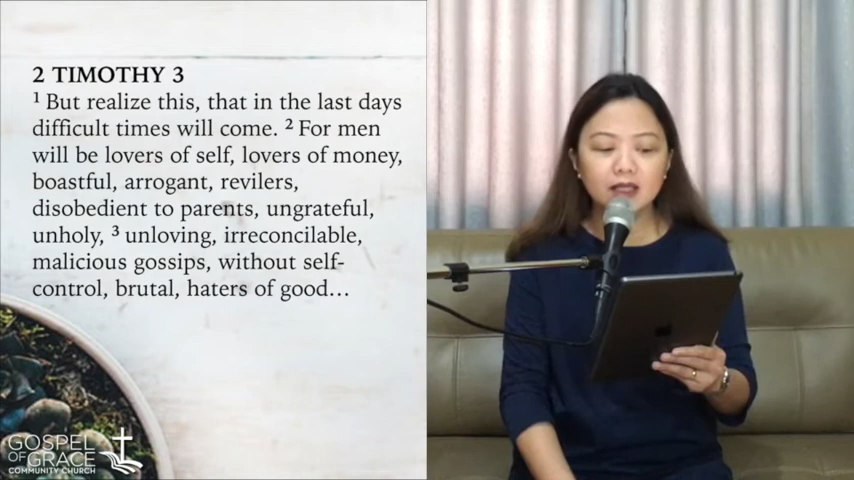 2 TIMOTHY 3
1 But realize this, that in the last days
difficult times will come. 2 For men
will be lovers of self, lovers of money,
boastful, arrogant, revilers,
disobedient to parents, ungrateful,
unholy, 3 unloving, irreconcilable,
malicious gossips, without self-
control, brutal, haters of good…
GOSPEL
OF GRACE
COMMUNITY CHURCH